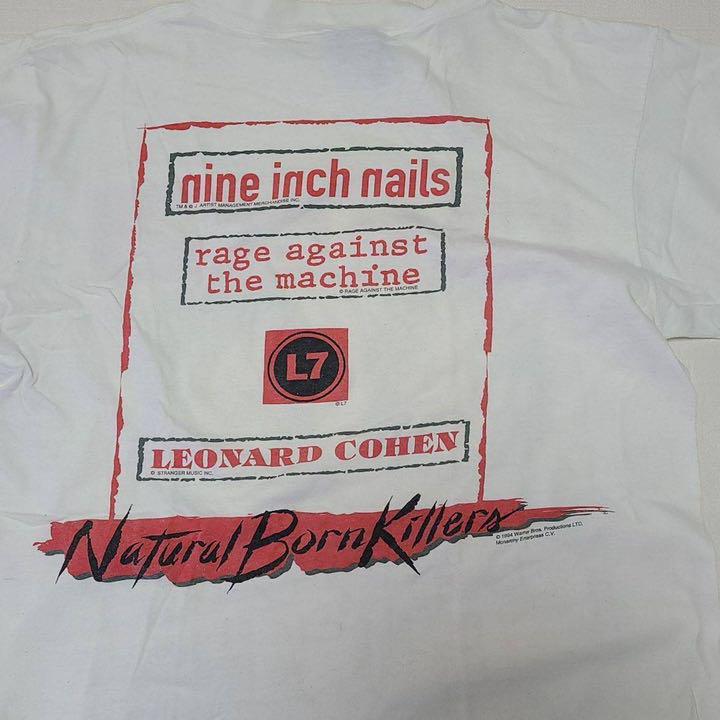 nine inch nails
TM & © J. ARTIST MANAGEMENT MERCHANDISE INC.
rage against
the machine
© RAGE AGAINST THE MACHINE
L7
© L7
LEONARD COHEN
© STRANGER MUSIC INC.
Natural Born Killers
© 1994 Warner Bros. Productions LTD.
Monarchy Enterprises C.V.